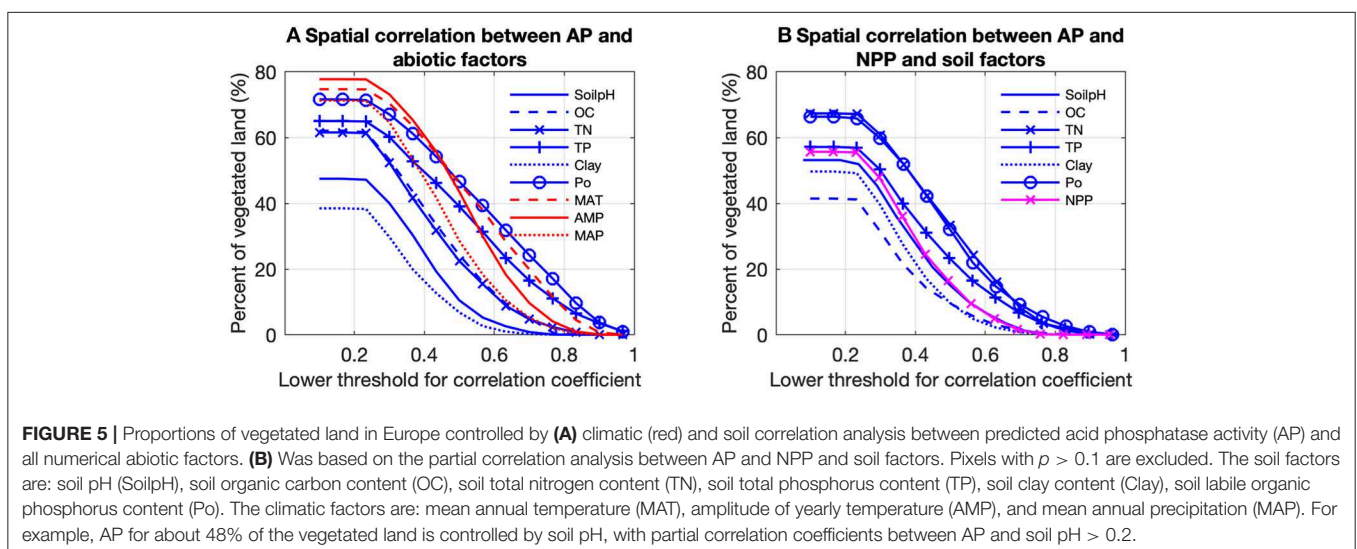 A Spatial correlation between AP and
abiotic factors
80
60
40
20
0
Percent of vegetated land (%)
0.2
0.4
0.6
0.8
1
Lower threshold for correlation coefficient
SoilpH
OC
TN
TP
Clay
Po
MAT
AMP
MAP
B Spatial correlation between AP and
NPP and soil factors
80
60
40
20
0
Percent of vegetated land (%)
0.2
0.4
0.6
0.8
1
Lower threshold for correlation coefficient
SoilpH
OC
TN
TP
Clay
Po
NPP
FIGURE 5 | Proportions of vegetated land in Europe controlled by (A) climatic (red) and soil correlation analysis between predicted acid phosphatase activity (AP) and
all numerical abiotic factors. (B) Was based on the partial correlation analysis between AP and NPP and soil factors. Pixels with p > 0.1 are excluded. The soil factors
are: soil pH (SoilpH), soil organic carbon content (OC), soil total nitrogen content (TN), soil total phosphorus content (TP), soil clay content (Clay), soil labile organic
phosphorus content (Po). The climatic factors are: mean annual temperature (MAT), amplitude of yearly temperature (AMP), and mean annual precipitation (MAP). For
example, AP for about 48% of the vegetated land is controlled by soil pH, with partial correlation coefficients between AP and soil pH > 0.2.